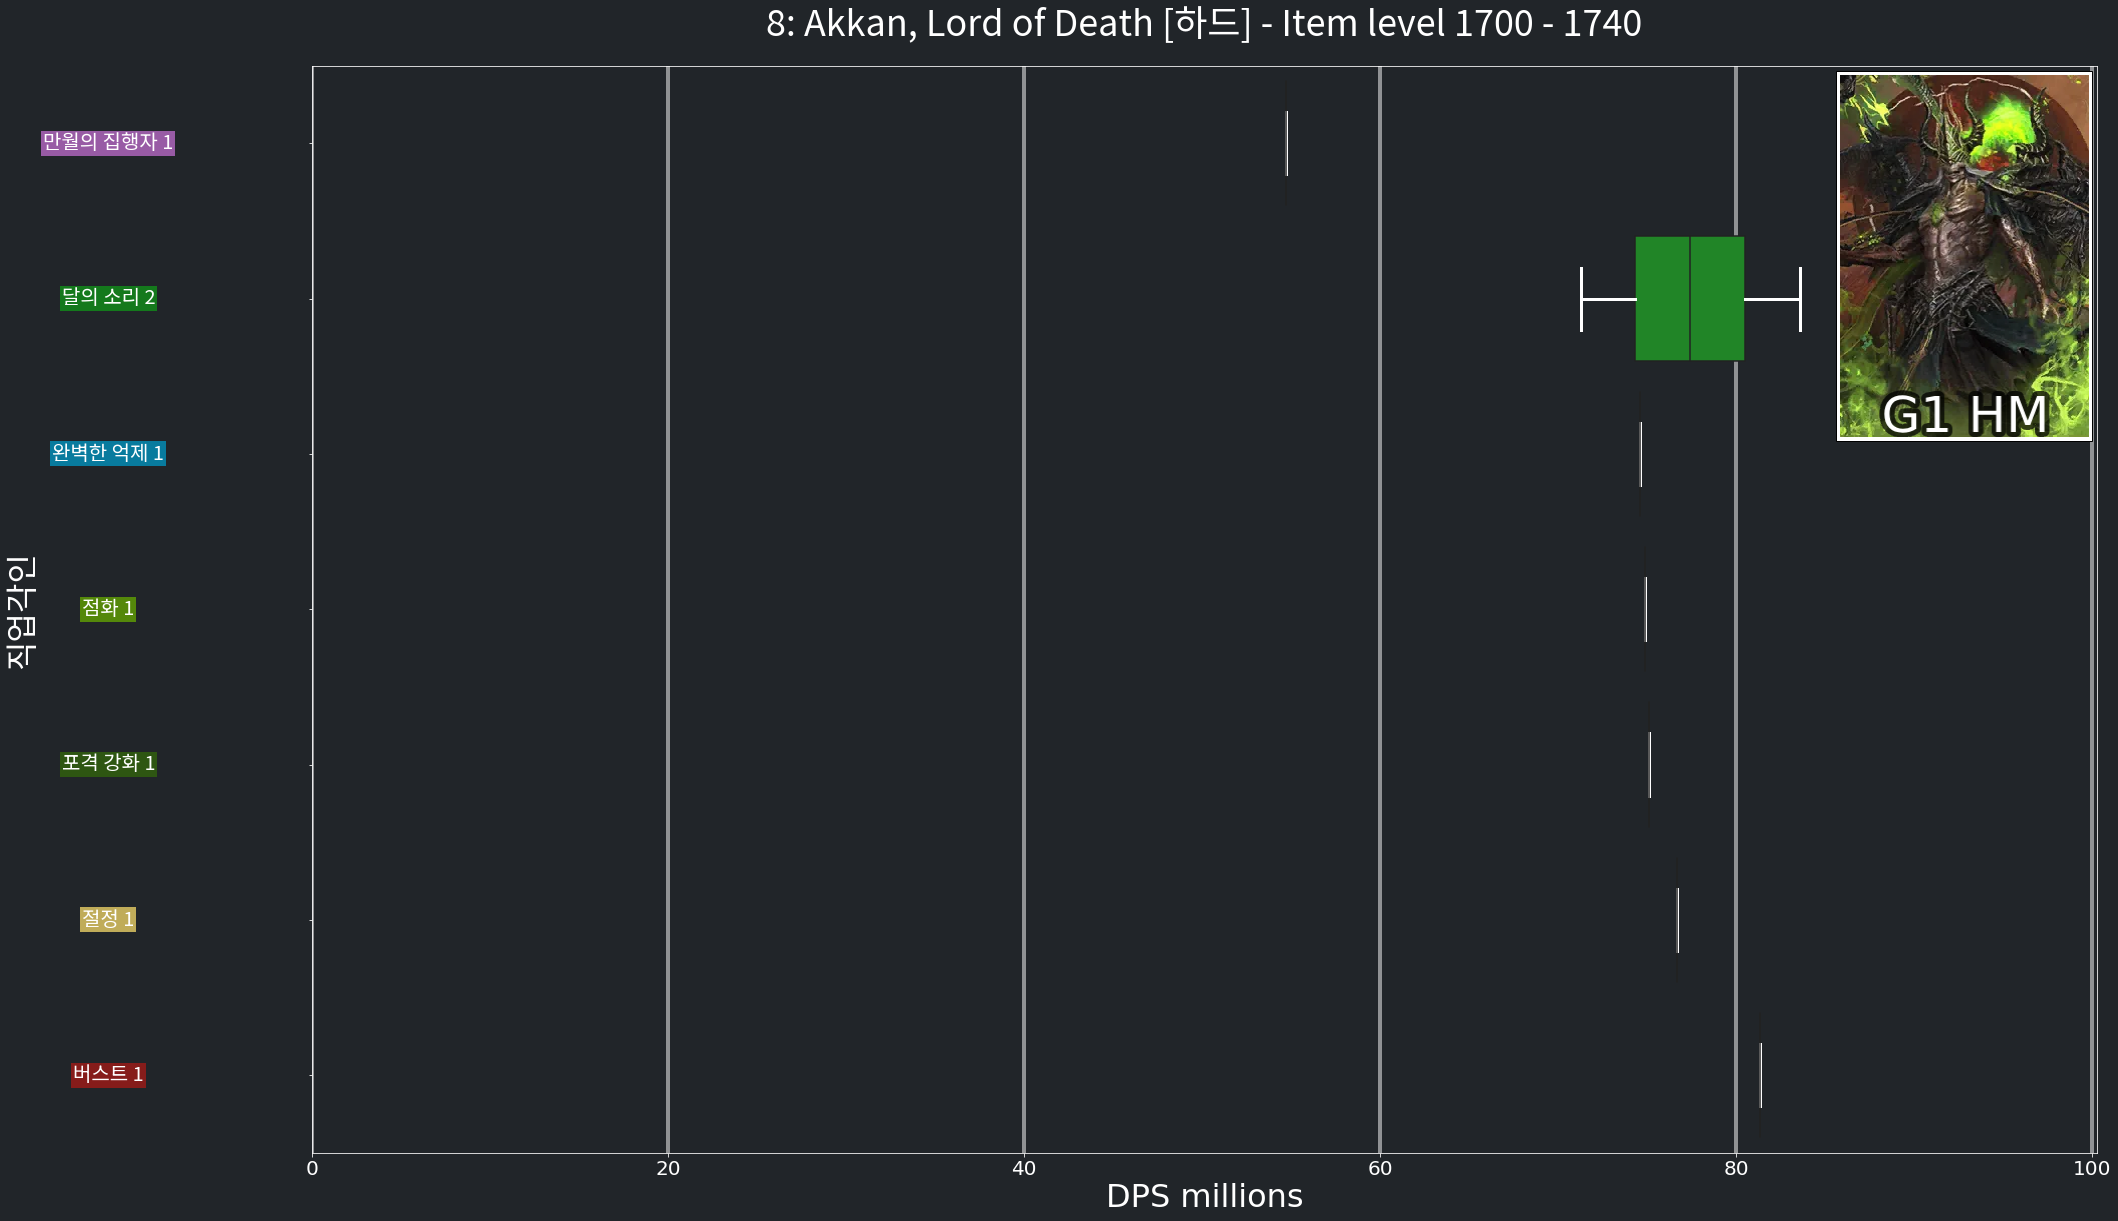 8: Akkan, Lord of Death [하드] - Item level 1700 - 1740
만월의 집행자 1
달의 소리 2
완벽한 억제 1
점화 1
포격 강화 1
절정 1
버스트 1
직업각인
G1 HM
0 20 40 60 80 100
DPS millions